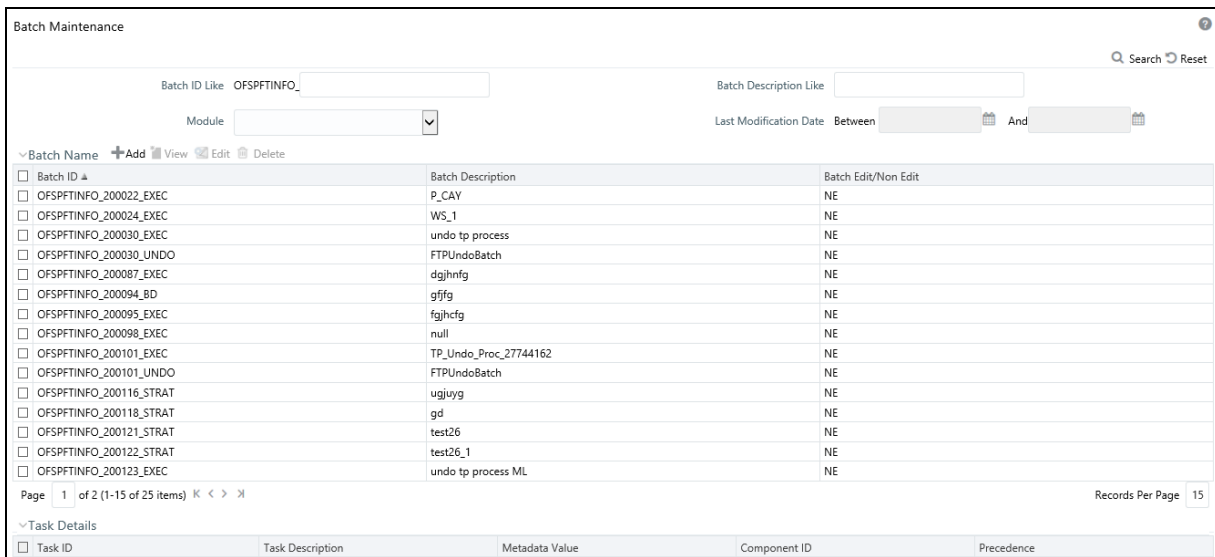 Batch Maintenance
Search Reset
Batch ID Like OFSPFTINFO_ Batch Description Like
Module Last Modification Date Between And
Batch Name Add View Edit Delete
Batch ID Batch Description Batch Edit/Non Edit
OFSPFTINFO_200022_EXEC P_CAY NE
OFSPFTINFO_200024_EXEC WS_1 NE
OFSPFTINFO_200030_EXEC undo tp process NE
OFSPFTINFO_200030_UNDO FTPUndoBatch NE
OFSPFTINFO_200087_EXEC dgjhnfg NE
OFSPFTINFO_200094_BD gfjfg NE
OFSPFTINFO_200095_EXEC fgjhcfg NE
OFSPFTINFO_200098_EXEC null NE
OFSPFTINFO_200101_EXEC TP_Undo_Proc_27744162 NE
OFSPFTINFO_200101_UNDO FTPUndoBatch NE
OFSPFTINFO_200116_STRAT ugjuyg NE
OFSPFTINFO_200118_STRAT gd NE
OFSPFTINFO_200121_STRAT test26 NE
OFSPFTINFO_200122_STRAT test26_1 NE
OFSPFTINFO_200123_EXEC undo tp process ML NE
Page 1 of 2 (1-15 of 25 items) Records Per Page 15
Task Details
Task ID Task Description Metadata Value Component ID Precedence